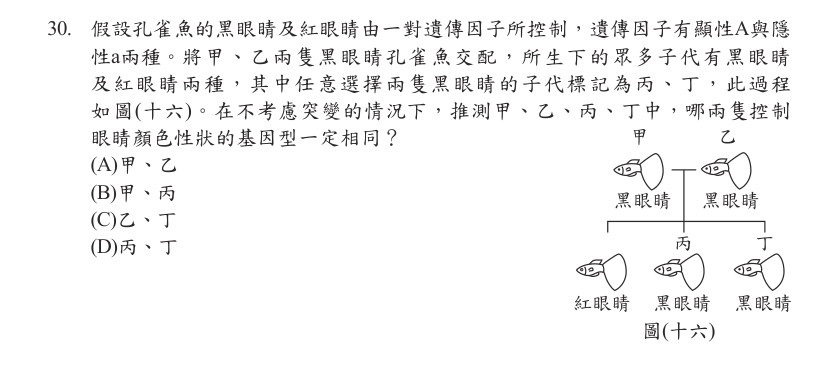 30. 假設孔雀魚的黑眼睛及紅眼睛由一對遺傳因子所控制，遺傳因子有顯性A與隱
性a兩種。將甲、乙兩隻黑眼睛孔雀魚交配，所生下的眾多子代有黑眼睛
及紅眼睛兩種，其中任意選擇兩隻黑眼睛的子代標記為丙、丁，此過程
如圖(十六)。在不考慮突變的情況下，推測甲、乙、丙、丁中，哪兩隻控制
眼睛顏色性狀的基因型一定相同？
(A)甲、乙
(B)甲、丙
(C)乙、丁
(D)丙、丁
甲 乙
黑眼睛 黑眼睛
丙 丁
紅眼睛 黑眼睛 黑眼睛
圖(十六)